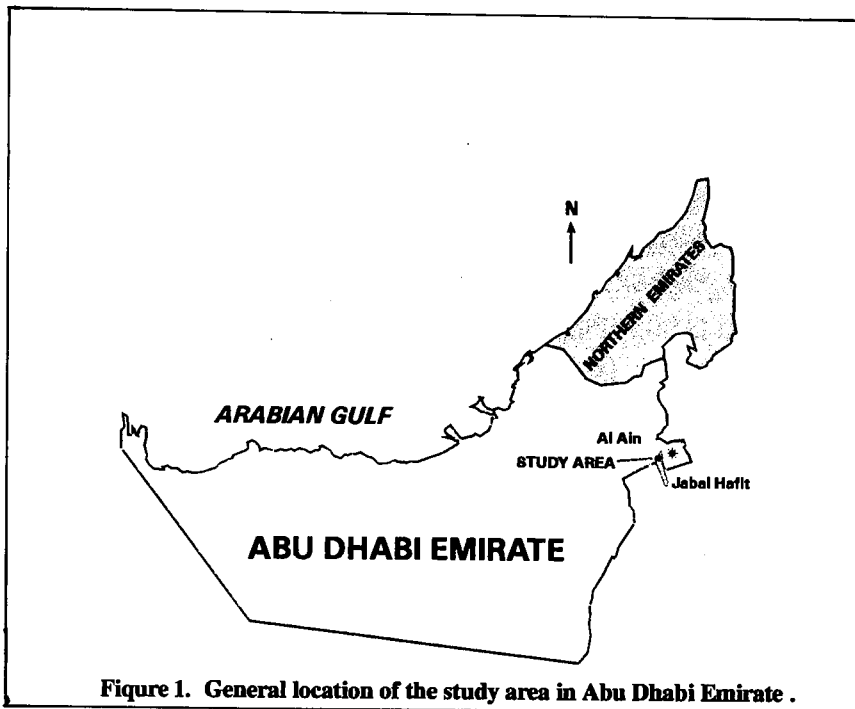 N
NORTHERN EMIRATES
ARABIAN GULF
Al Ain
STUDY AREA
Jabal Hafit
ABU DHABI EMIRATE
Fiqure 1. General location of the study area in Abu Dhabi Emirate .